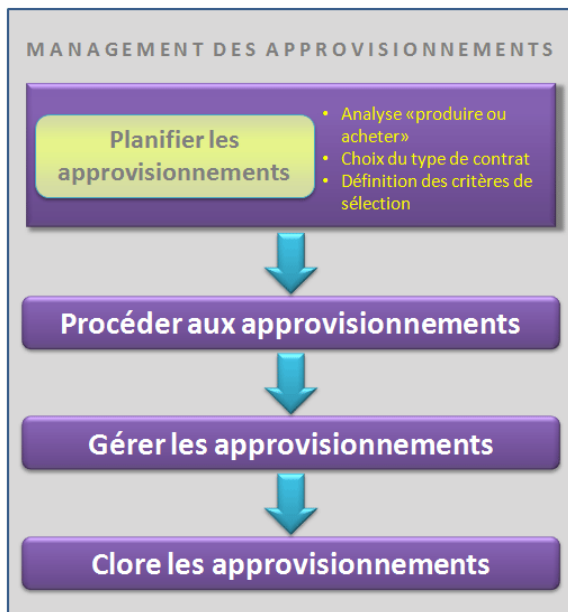 MANAGEMENT DES APPROVISIONNEMENTS
Planifier les
approvisionnements
• Analyse «produire ou
acheter»
• Choix du type de contrat
• Définition des critères de
sélection
Procéder aux approvisionnements
Gérer les approvisionnements
Clore les approvisionnements